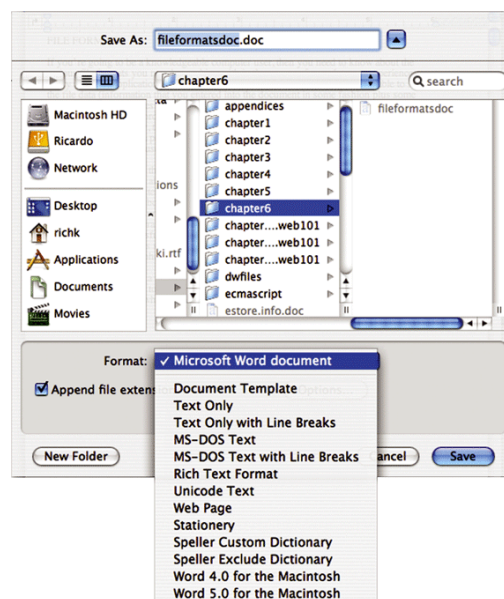 Save As: fileformatsdoc.doc
chapter6
search
Macintosh HD
Ricardo
Network
Desktop
richk
Applications
Documents
Movies
ions
ki.rtf
appendices
chapter1
chapter2
chapter3
chapter4
chapter5
chapter6
chapter....web101
chapter....web101
chapter....web101
dwfiles
ecmascript
estore.info.doc
fileformatsdoc
Format: ✓ Microsoft Word document
Append file exten
Document Template
Text Only
Text Only with Line Breaks
MS-DOS Text
MS-DOS Text with Line Breaks
Rich Text Format
Unicode Text
Web Page
Stationery
Speller Custom Dictionary
Speller Exclude Dictionary
Word 4.0 for the Macintosh
Word 5.0 for the Macintosh
New Folder
ancel
Save